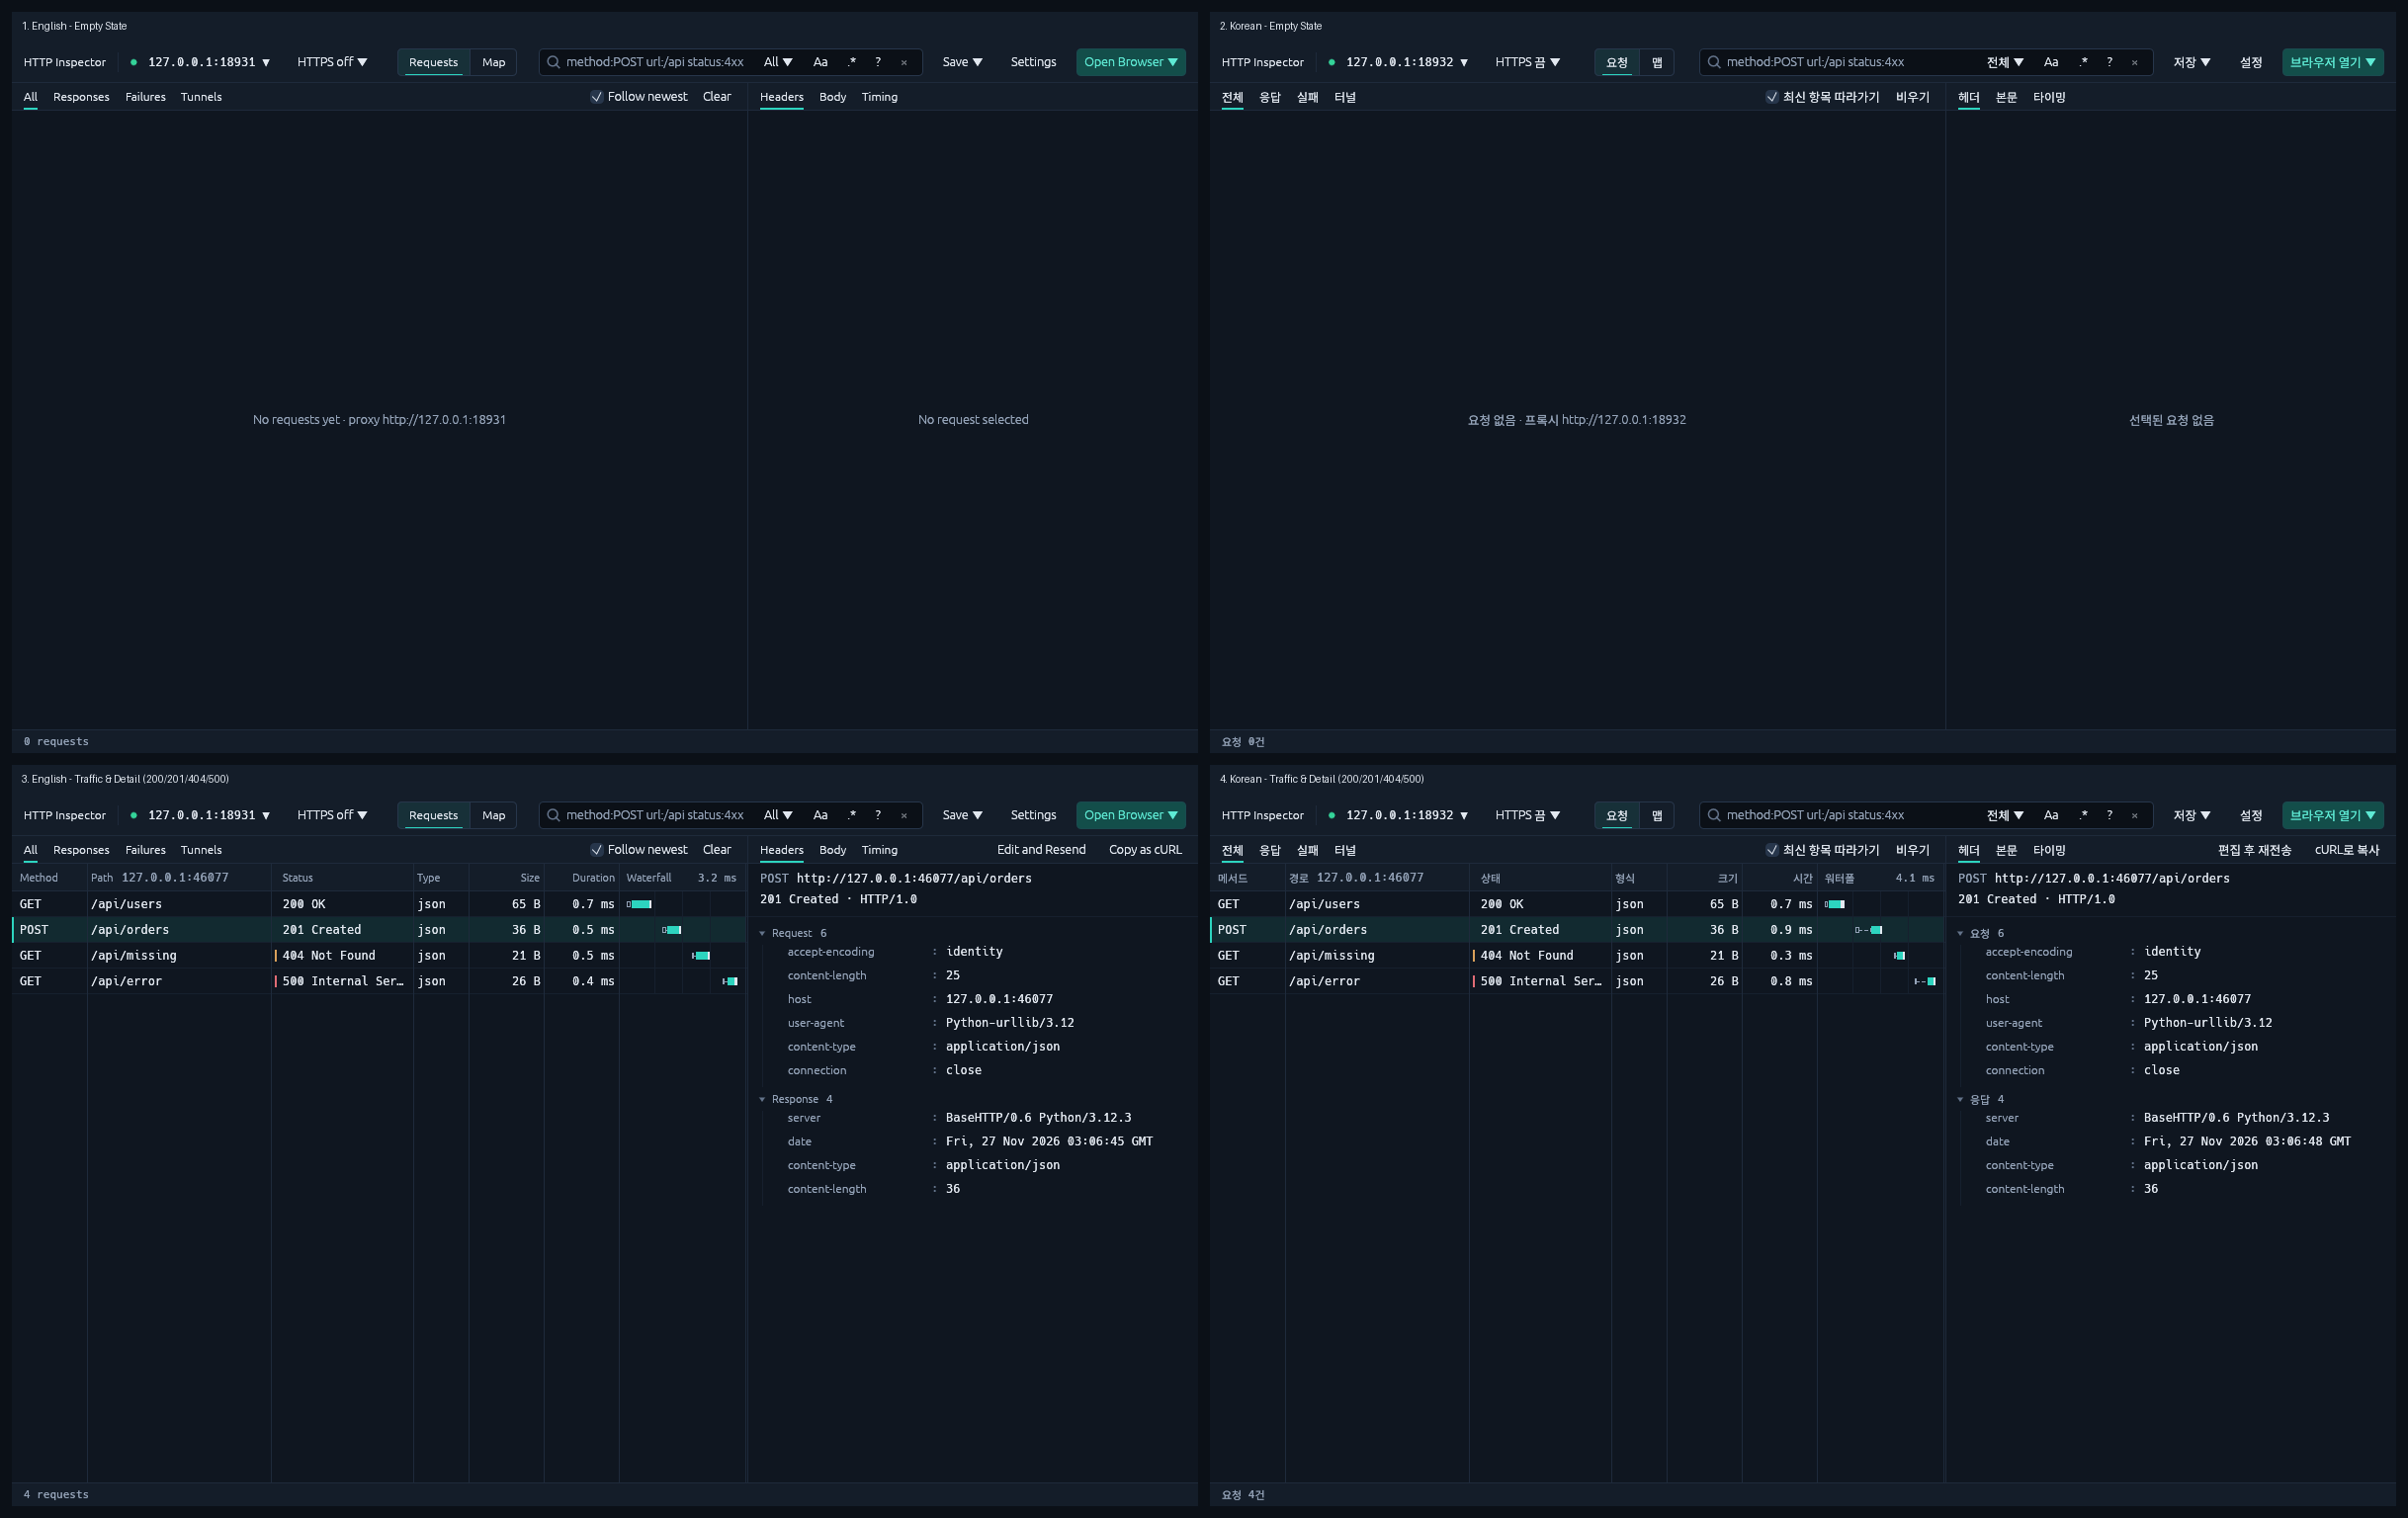 1. English - Empty State
HTTP Inspector 127.0.0.1:18931 ▼ HTTPS off ▼ Requests Map method:POST url:/api status:4xx All ▼ Aa .* ? × Save ▼ Settings Open Browser ▼
All Responses Failures Tunnels Follow newest Clear Headers Body Timing
No requests yet · proxy http://127.0.0.1:18931
No request selected
0 requests
2. Korean - Empty State
HTTP Inspector 127.0.0.1:18932 ▼ HTTPS 끔 ▼ 요청 맵 method:POST url:/api status:4xx 전체 ▼ Aa .* ? × 저장 ▼ 설정 브라우저 열기 ▼
전체 응답 실패 터널 최신 항목 따라가기 비우기 헤더 본문 타이밍
요청 없음 · 프록시 http://127.0.0.1:18932
선택된 요청 없음
요청 0건
3. English - Traffic & Detail (200/201/404/500)
HTTP Inspector 127.0.0.1:18931 ▼ HTTPS off ▼ Requests Map method:POST url:/api status:4xx All ▼ Aa .* ? × Save ▼ Settings Open Browser ▼
All Responses Failures Tunnels Follow newest Clear Headers Body Timing Edit and Resend Copy as cURL
Method Path 127.0.0.1:46077 Status Type Size Duration Waterfall 3.2 ms
GET /api/users 200 OK json 65 B 0.7 ms
POST /api/orders 201 Created json 36 B 0.5 ms
GET /api/missing 404 Not Found json 21 B 0.5 ms
GET /api/error 500 Internal Ser… json 26 B 0.4 ms
POST http://127.0.0.1:46077/api/orders
201 Created · HTTP/1.0
Request 6
accept-encoding : identity
content-length : 25
host : 127.0.0.1:46077
user-agent : Python-urllib/3.12
content-type : application/json
connection : close
Response 4
server : BaseHTTP/0.6 Python/3.12.3
date : Fri, 27 Nov 2026 03:06:45 GMT
content-type : application/json
content-length : 36
4 requests
4. Korean - Traffic & Detail (200/201/404/500)
HTTP Inspector 127.0.0.1:18932 ▼ HTTPS 끔 ▼ 요청 맵 method:POST url:/api status:4xx 전체 ▼ Aa .* ? × 저장 ▼ 설정 브라우저 열기 ▼
전체 응답 실패 터널 최신 항목 따라가기 비우기 헤더 본문 타이밍 편집 후 재전송 cURL로 복사
메서드 경로 127.0.0.1:46077 상태 형식 크기 시간 워터폴 4.1 ms
GET /api/users 200 OK json 65 B 0.7 ms
POST /api/orders 201 Created json 36 B 0.9 ms
GET /api/missing 404 Not Found json 21 B 0.3 ms
GET /api/error 500 Internal Ser… json 26 B 0.8 ms
POST http://127.0.0.1:46077/api/orders
201 Created · HTTP/1.0
요청 6
accept-encoding : identity
content-length : 25
host : 127.0.0.1:46077
user-agent : Python-urllib/3.12
content-type : application/json
connection : close
응답 4
server : BaseHTTP/0.6 Python/3.12.3
date : Fri, 27 Nov 2026 03:06:48 GMT
content-type : application/json
content-length : 36
요청 4건